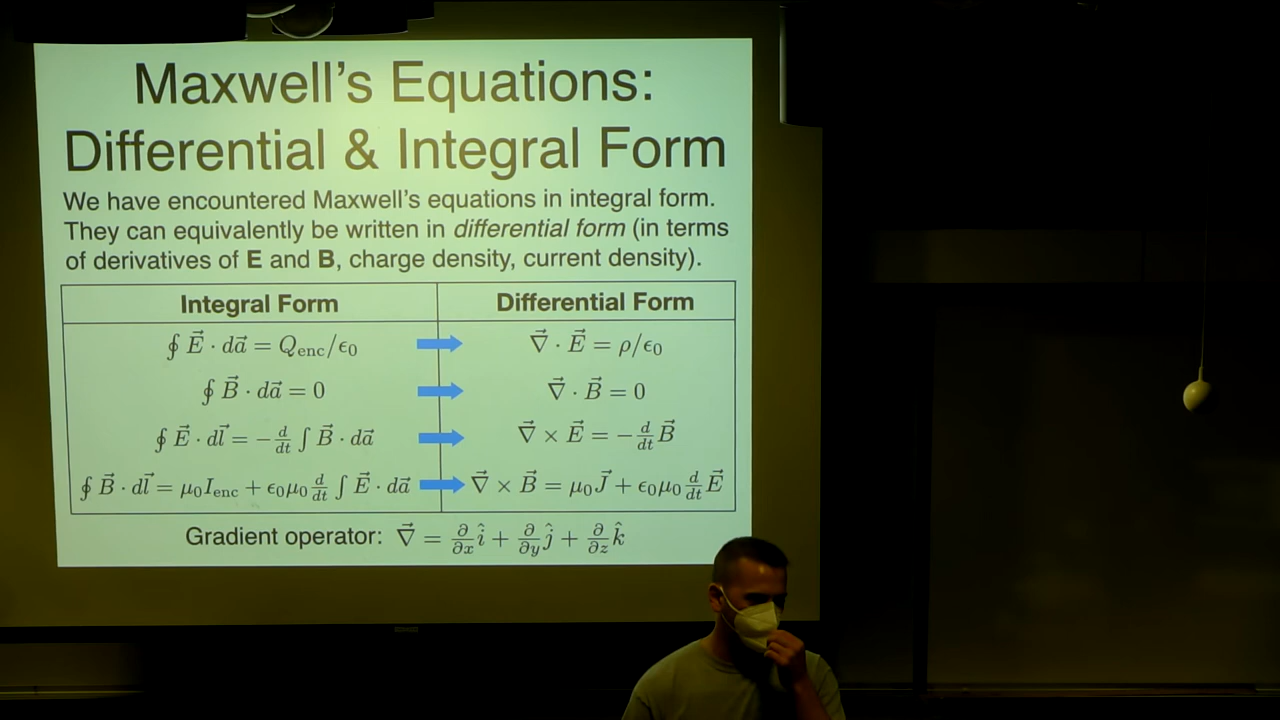 Maxwell's Equations:
Differential & Integral Form
We have encountered Maxwell's equations in integral form.
They can equivalently be written in differential form (in terms
of derivatives of E and B, charge density, current density).
Integral Form Differential Form
∮ E⃗ · da⃗ = Q_enc/ϵ₀ ∇⃗ · E⃗ = ρ/ϵ₀
∮ B⃗ · da⃗ = 0 ∇⃗ · B⃗ = 0
∮ E⃗ · dl⃗ = −d/dt ∫ B⃗ · da⃗ ∇⃗ × E⃗ = −d/dt B⃗
∮ B⃗ · dl⃗ = μ₀I_enc + ϵ₀μ₀ d/dt ∫ E⃗ · da⃗ ∇⃗ × B⃗ = μ₀J⃗ + ϵ₀μ₀ d/dt E⃗
Gradient operator: ∇⃗ = ∂/∂x î + ∂/∂y ĵ + ∂/∂z k̂